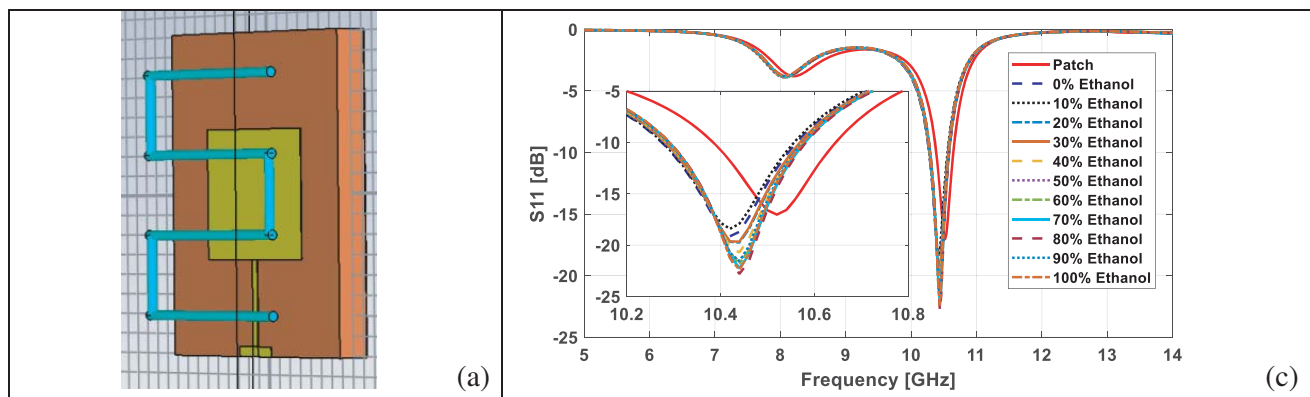 (a)
0
-5
-10
-15
-20
-25
S11 [dB]
5
6
7
8
9
10
11
12
13
14
Frequency [GHz]
-5
-10
-15
-20
-25
10.2
10.4
10.6
10.8
Patch
0% Ethanol
10% Ethanol
20% Ethanol
30% Ethanol
40% Ethanol
50% Ethanol
60% Ethanol
70% Ethanol
80% Ethanol
90% Ethanol
100% Ethanol
(c)